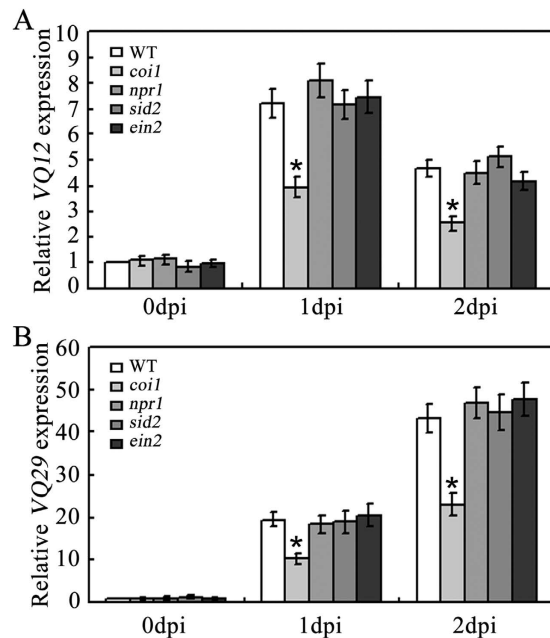 A
Relative VQ12 expression
10
9
8
7
6
5
4
3
2
1
0
WT
coi1
npr1
sid2
ein2
*
*
0dpi 1dpi 2dpi
B
Relative VQ29 expression
60
50
40
30
20
10
0
WT
coi1
npr1
sid2
ein2
*
*
0dpi 1dpi 2dpi